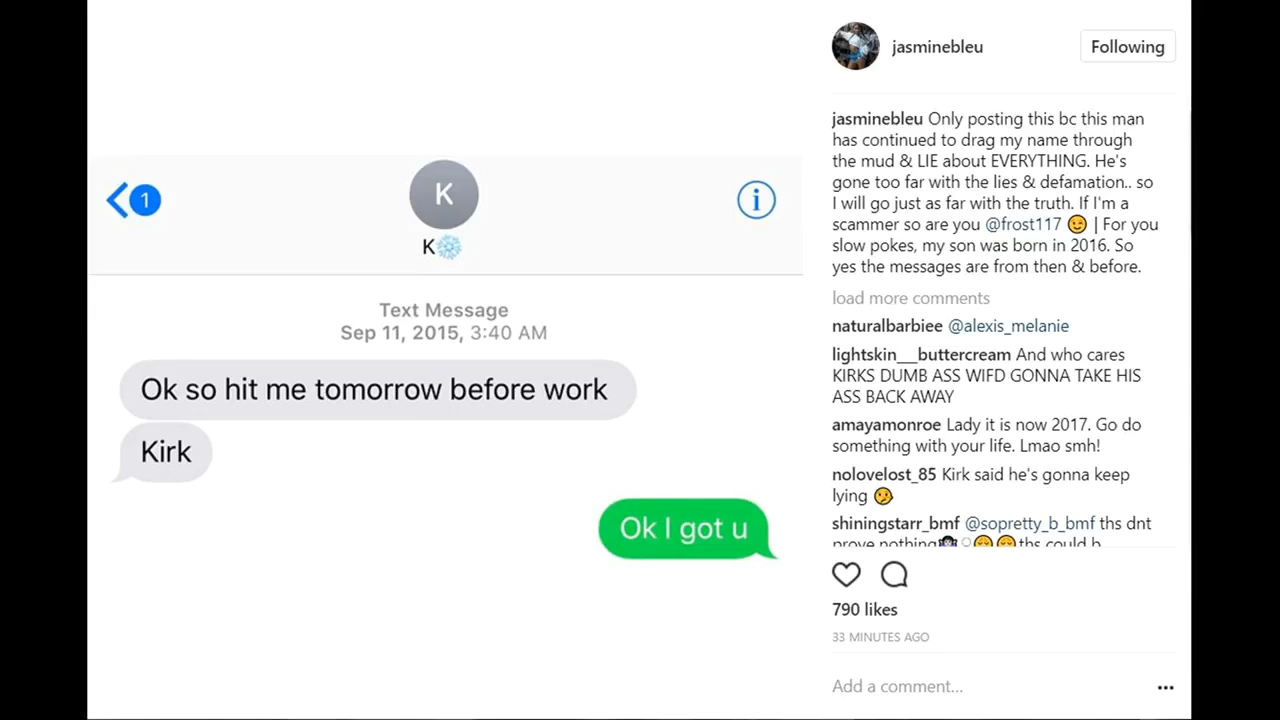 1
K
i
K❄️
Text Message
Sep 11, 2015, 3:40 AM
Ok so hit me tomorrow before work
Kirk
Ok I got u
jasminebleu
Following
jasminebleu Only posting this bc this man
has continued to drag my name through
the mud & LIE about EVERYTHING. He's
gone too far with the lies & defamation.. so
I will go just as far with the truth. If I'm a
scammer so are you @frost117 😉 | For you
slow pokes, my son was born in 2016. So
yes the messages are from then & before.
load more comments
naturalbarbiee @alexis_melanie
lightskin__buttercream And who cares
KIRKS DUMB ASS WIFD GONNA TAKE HIS
ASS BACK AWAY
amayamonroe Lady it is now 2017. Go do
something with your life. Lmao smh!
nolovelost_85 Kirk said he's gonna keep
lying 🤥
shiningstarr_bmf @sopretty_b_bmf ths dnt
prove nothing 😌😌ths could b
790 likes
33 MINUTES AGO
Add a comment...